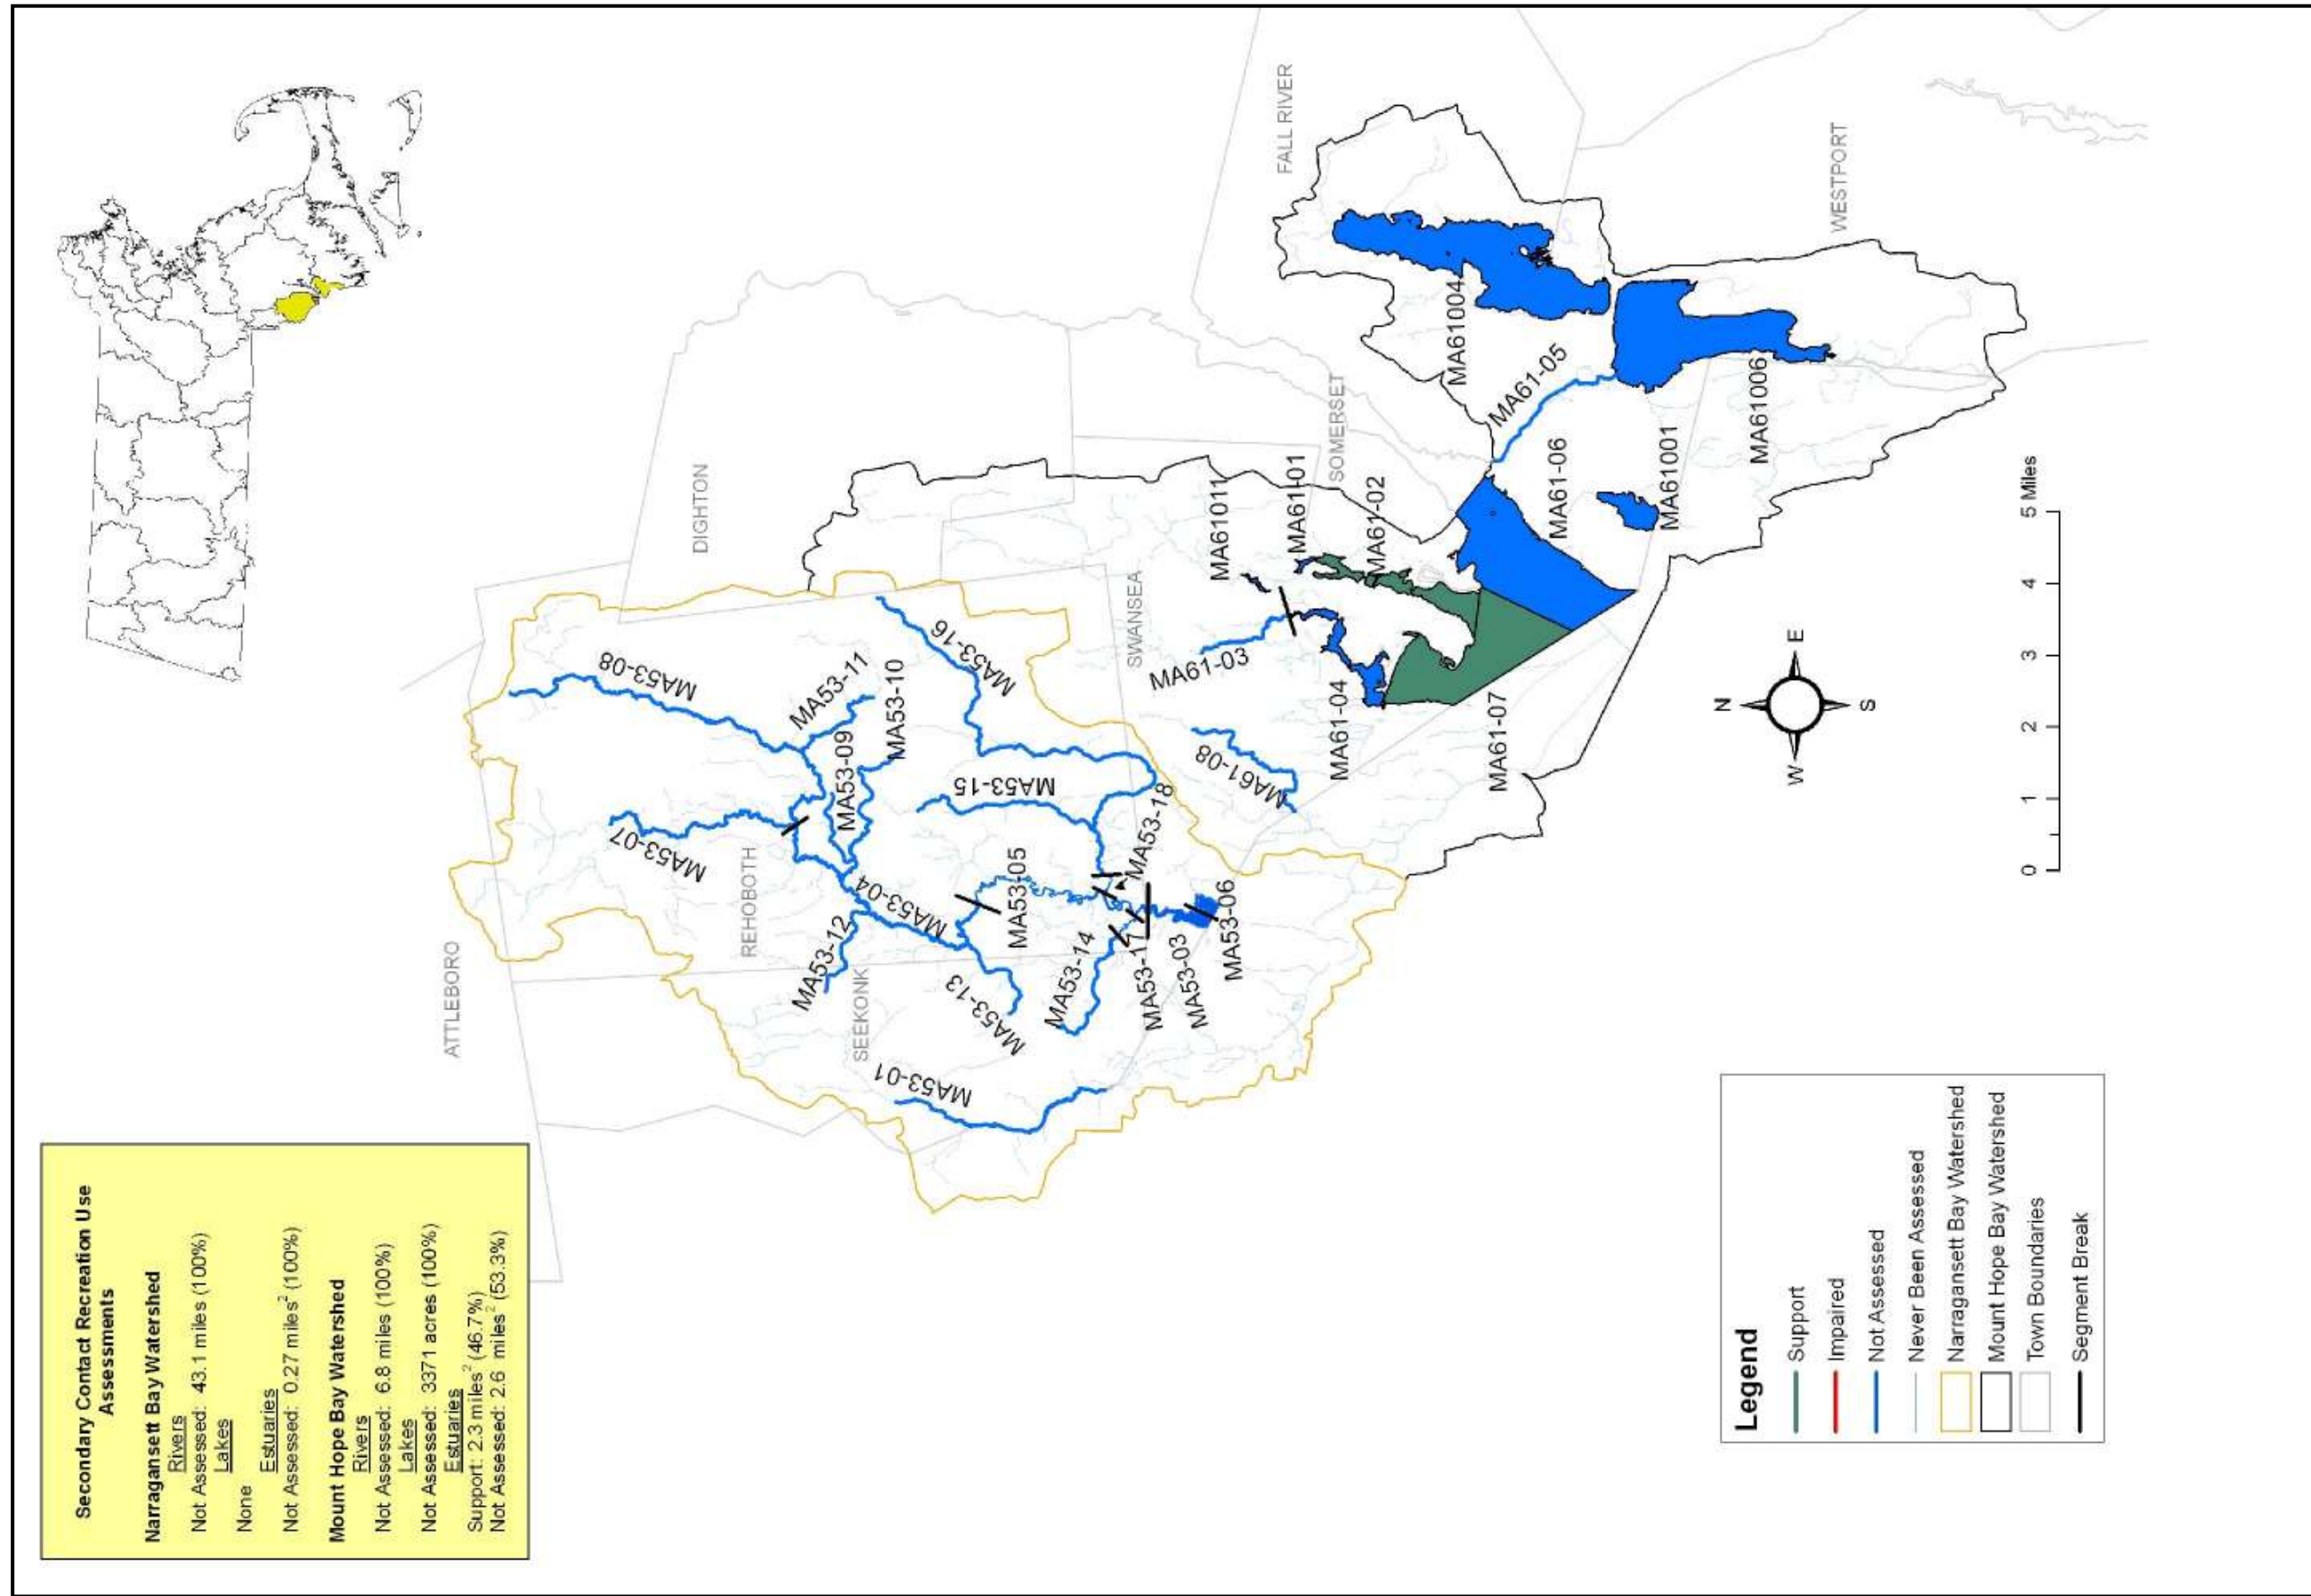 Secondary Contact Recreation Use
Assessments
Narragansett Bay Watershed
Rivers
Not Assessed: 43.1 miles (100%)
Lakes
None
Estuaries
Not Assessed: 0.27 miles² (100%)
Mount Hope Bay Watershed
Rivers
Not Assessed: 6.8 miles (100%)
Lakes
Not Assessed: 3371 acres (100%)
Estuaries
Support: 2.3 miles² (46.7%)
Not Assessed: 2.6 miles² (53.3%)
ATTLEBORO
REHOBOTH
SEEKONK
DIGHTON
SWANSEA
SOMERSET
FALL RIVER
WESTPORT
MA53-07
MA53-08
MA53-11
MA53-10
MA53-09
MA53-16
MA53-12
MA53-04
MA53-05
MA53-15
MA53-13
MA53-01
MA53-14
MA53-17
MA53-18
MA53-03
MA53-06
MA61-03
MA61-08
MA61011
MA61-01
MA61-02
MA61-04
MA61-07
MA61-06
MA61-05
MA61004
MA61001
MA61006
N
W
E
S
0
1
2
3
4
5 Miles
Legend
Support
Impaired
Not Assessed
Never Been Assessed
Narragansett Bay Watershed
Mount Hope Bay Watershed
Town Boundaries
Segment Break